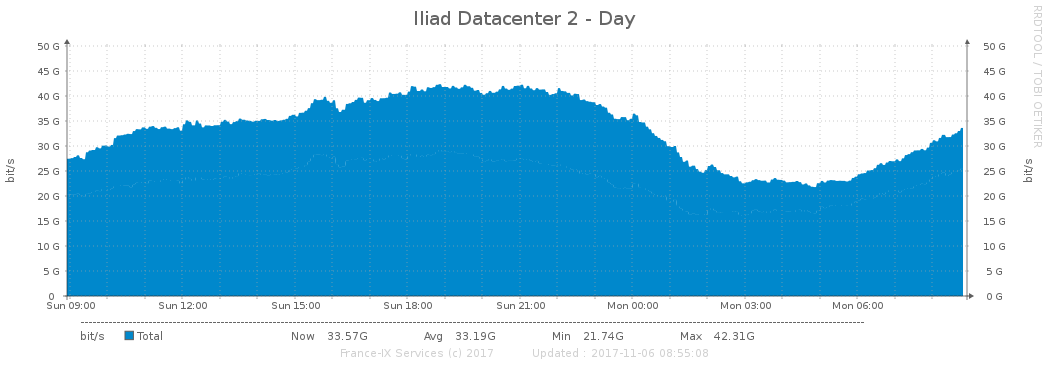 Iliad Datacenter 2 - Day
RRDTOOL / TOBI OETIKER
50 G 50 G
45 G 45 G
40 G 40 G
35 G 35 G
30 G 30 G
25 G 25 G
20 G 20 G
15 G 15 G
10 G 10 G
5 G 5 G
0 0 G
bit/s bit/s
Sun 09:00 Sun 12:00 Sun 15:00 Sun 18:00 Sun 21:00 Mon 00:00 Mon 03:00 Mon 06:00
bit/s Total Now 33.57G Avg 33.19G Min 21.74G Max 42.31G
France-IX Services (c) 2017 Updated : 2017-11-06 08:55:08